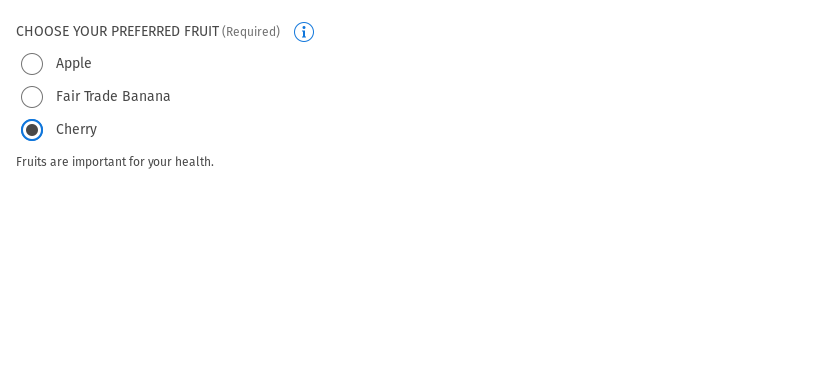 CHOOSE YOUR PREFERRED FRUIT (Required)
Apple
Fair Trade Banana
Cherry
Fruits are important for your health.